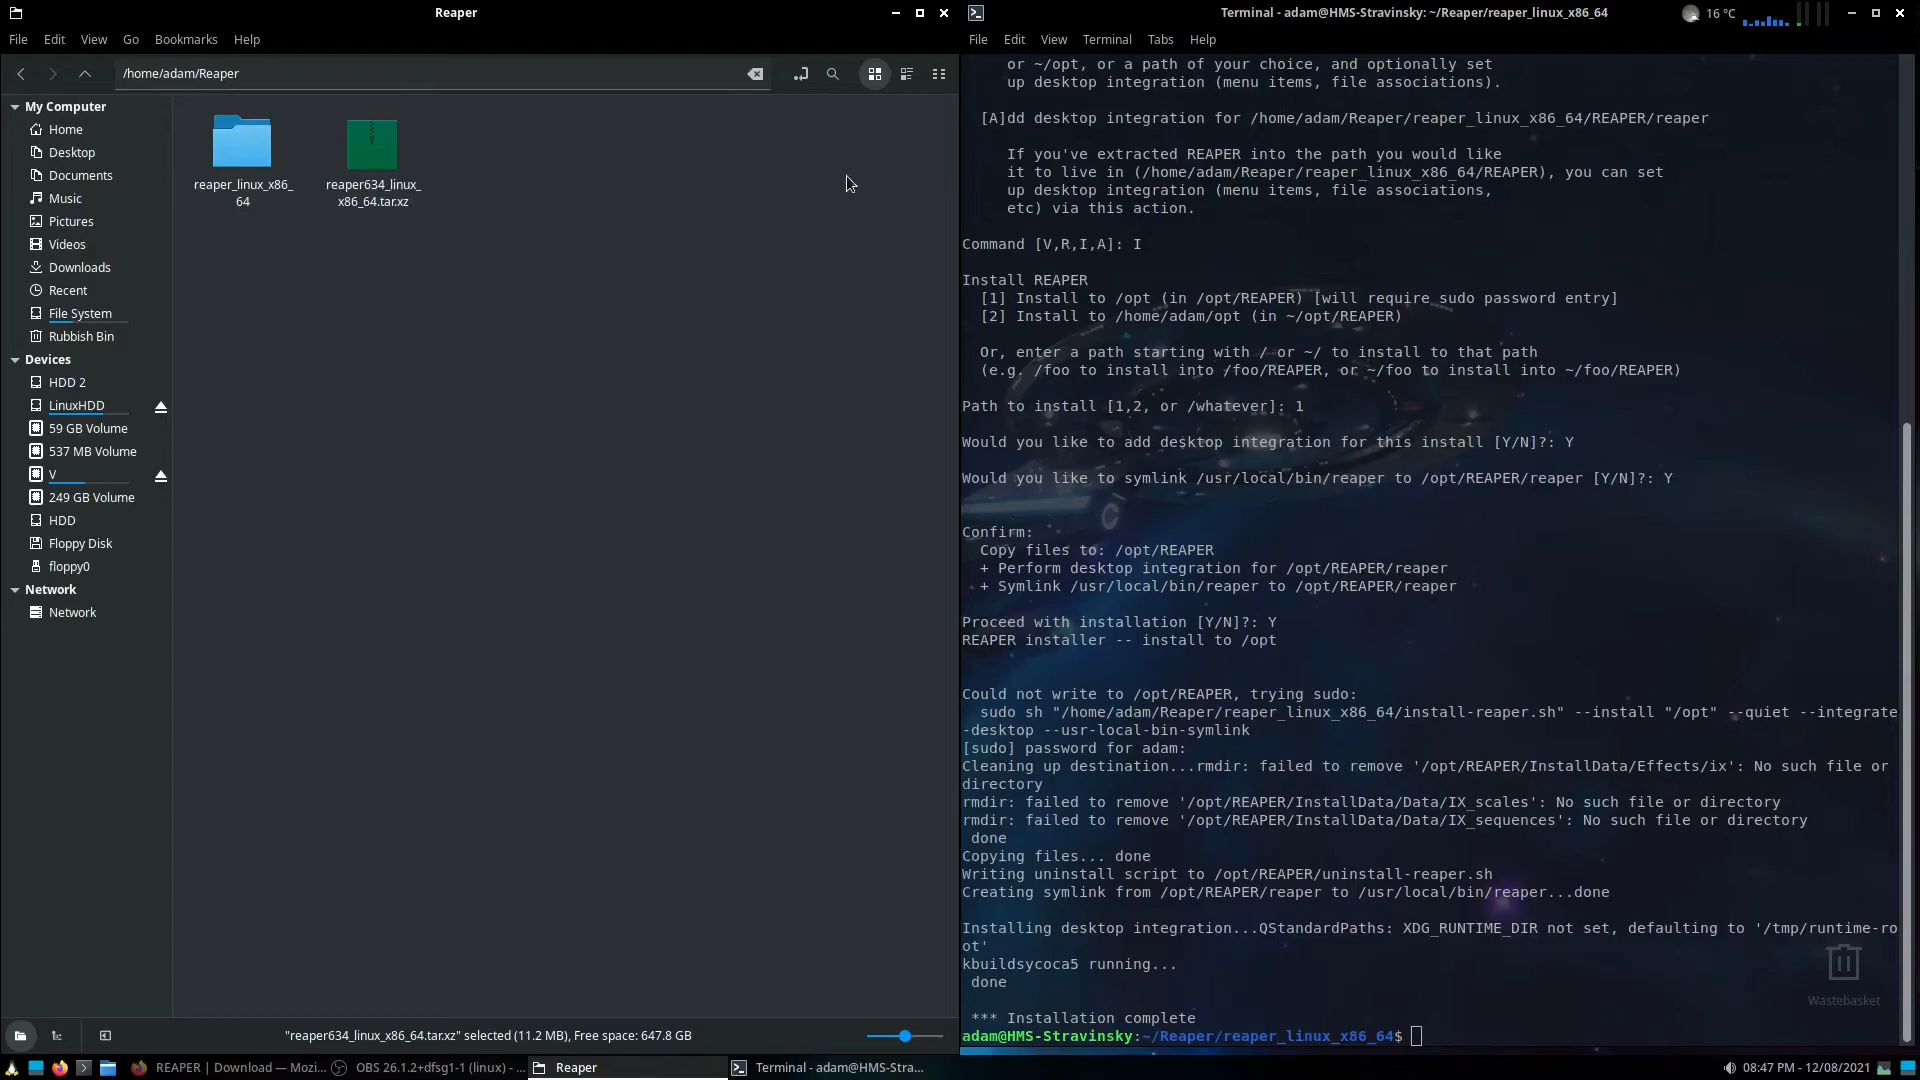 Reaper
File Edit View Go Bookmarks Help
/home/adam/Reaper
My Computer
Home
Desktop
Documents
Music
Pictures
Videos
Downloads
Recent
File System
Rubbish Bin
Devices
HDD 2
LinuxHDD
59 GB Volume
537 MB Volume
V
249 GB Volume
HDD
Floppy Disk
floppy0
Network
Network
reaper_linux_x86_
64
reaper634_linux_
x86_64.tar.xz
"reaper634_linux_x86_64.tar.xz" selected (11.2 MB), Free space: 647.8 GB
Terminal - adam@HMS-Stravinsky: ~/Reaper/reaper_linux_x86_64
16 °C
File Edit View Terminal Tabs Help
or ~/opt, or a path of your choice, and optionally set
up desktop integration (menu items, file associations).
[A]dd desktop integration for /home/adam/Reaper/reaper_linux_x86_64/REAPER/reaper
If you've extracted REAPER into the path you would like
it to live in (/home/adam/Reaper/reaper_linux_x86_64/REAPER), you can set
up desktop integration (menu items, file associations,
etc) via this action.
Command [V,R,I,A]: I
Install REAPER
[1] Install to /opt (in /opt/REAPER) [will require sudo password entry]
[2] Install to /home/adam/opt (in ~/opt/REAPER)
Or, enter a path starting with / or ~/ to install to that path
(e.g. /foo to install into /foo/REAPER, or ~/foo to install into ~/foo/REAPER)
Path to install [1,2, or /whatever]: 1
Would you like to add desktop integration for this install [Y/N]?: Y
Would you like to symlink /usr/local/bin/reaper to /opt/REAPER/reaper [Y/N]?: Y
Confirm:
Copy files to: /opt/REAPER
+ Perform desktop integration for /opt/REAPER/reaper
+ Symlink /usr/local/bin/reaper to /opt/REAPER/reaper
Proceed with installation [Y/N]?: Y
REAPER installer -- install to /opt
Could not write to /opt/REAPER, trying sudo:
sudo sh "/home/adam/Reaper/reaper_linux_x86_64/install-reaper.sh" --install "/opt" --quiet --integrate
-desktop --usr-local-bin-symlink
[sudo] password for adam:
Cleaning up destination...rmdir: failed to remove '/opt/REAPER/InstallData/Effects/ix': No such file or
directory
rmdir: failed to remove '/opt/REAPER/InstallData/Data/IX_scales': No such file or directory
rmdir: failed to remove '/opt/REAPER/InstallData/Data/IX_sequences': No such file or directory
done
Copying files... done
Writing uninstall script to /opt/REAPER/uninstall-reaper.sh
Creating symlink from /opt/REAPER/reaper to /usr/local/bin/reaper...done
Installing desktop integration...QStandardPaths: XDG_RUNTIME_DIR not set, defaulting to '/tmp/runtime-ro
ot'
kbuildsycoca5 running...
done
*** Installation complete
adam@HMS-Stravinsky:~/Reaper/reaper_linux_x86_64$
Wastebasket
REAPER | Download — Mozi... OBS 26.1.2+dfsg1-1 (linux) - ... Reaper Terminal - adam@HMS-Stra... 08:47 PM - 12/08/2021